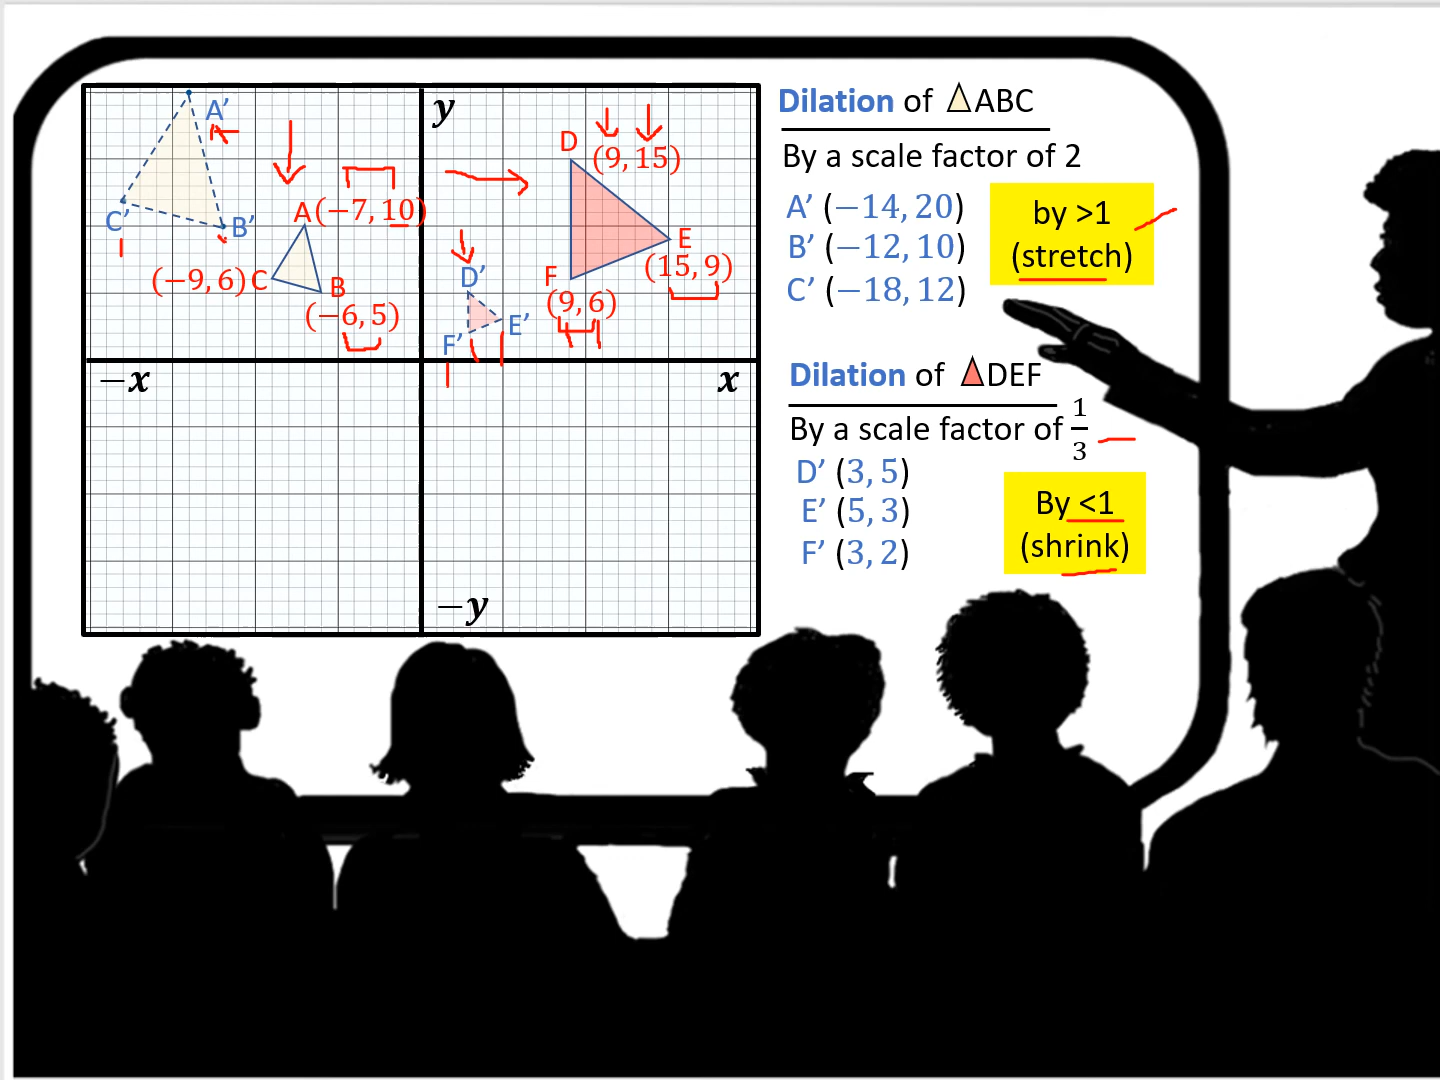 y
A'
D
(9, 15)
C'
B'
A (−7, 10)
E
(15, 9)
(−9, 6) C
B
(−6, 5)
D'
F
(9, 6)
E'
F'
−x
x
−y
Dilation of △ABC
By a scale factor of 2
A' (−14, 20)
B' (−12, 10)
C' (−18, 12)
by >1
(stretch)
Dilation of △DEF
By a scale factor of 1/3
D' (3, 5)
E' (5, 3)
F' (3, 2)
By <1
(shrink)